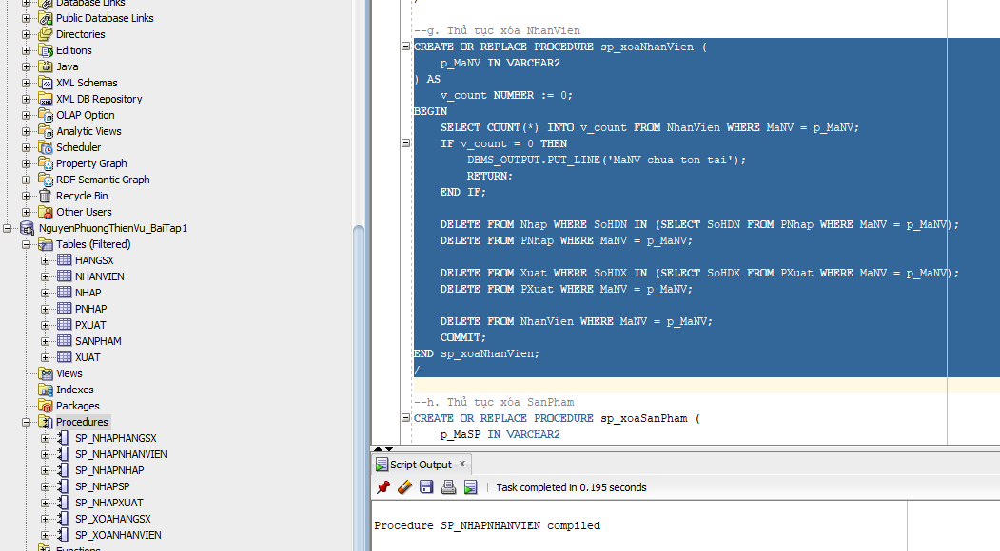 Database Links
Public Database Links
Directories
Editions
Java
XML Schemas
XML DB Repository
OLAP Option
Analytic Views
Scheduler
Property Graph
RDF Semantic Graph
Recycle Bin
Other Users
NguyenPhuongThienVu_BaiTap1
Tables (Filtered)
HANGSX
NHANVIEN
NHAP
PNHAP
PXUAT
SANPHAM
XUAT
Views
Indexes
Packages
Procedures
SP_NHAPHANGSX
SP_NHAPNHANVIEN
SP_NHAPNHAP
SP_NHAPSP
SP_NHAPXUAT
SP_XOAHANGSX
SP_XOANHANVIEN
Functions
/
--g. Thủ tục xóa NhanVien
CREATE OR REPLACE PROCEDURE sp_xoaNhanVien (
p_MaNV IN VARCHAR2
) AS
v_count NUMBER := 0;
BEGIN
SELECT COUNT(*) INTO v_count FROM NhanVien WHERE MaNV = p_MaNV;
IF v_count = 0 THEN
DBMS_OUTPUT.PUT_LINE('MaNV chua ton tai');
RETURN;
END IF;
DELETE FROM Nhap WHERE SoHDN IN (SELECT SoHDN FROM PNhap WHERE MaNV = p_MaNV);
DELETE FROM PNhap WHERE MaNV = p_MaNV;
DELETE FROM Xuat WHERE SoHDX IN (SELECT SoHDX FROM PXuat WHERE MaNV = p_MaNV);
DELETE FROM PXuat WHERE MaNV = p_MaNV;
DELETE FROM NhanVien WHERE MaNV = p_MaNV;
COMMIT;
END sp_xoaNhanVien;
/
--h. Thủ tục xóa SanPham
CREATE OR REPLACE PROCEDURE sp_xoaSanPham (
p_MaSP IN VARCHAR2
Script Output x
Task completed in 0.195 seconds
Procedure SP_NHAPNHANVIEN compiled